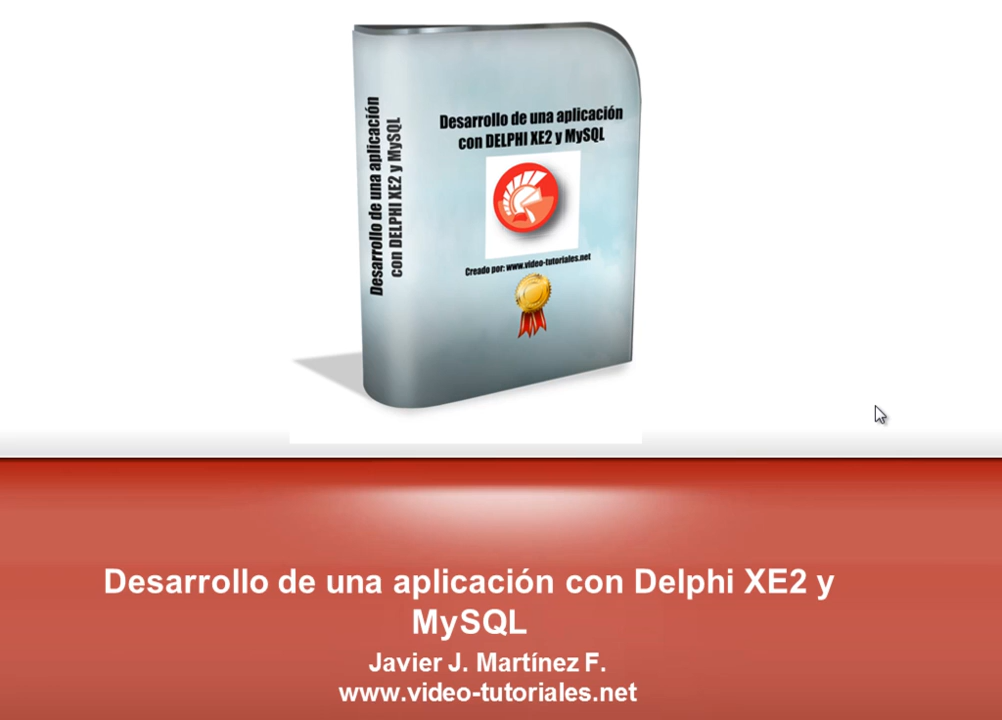 Desarrollo de una aplicación
con DELPHI XE2 y MySQL
Desarrollo de una aplicación
con DELPHI XE2 y MySQL
Creado por: www.video-tutoriales.net
Desarrollo de una aplicación con Delphi XE2 y
MySQL
Javier J. Martínez F.
www.video-tutoriales.net